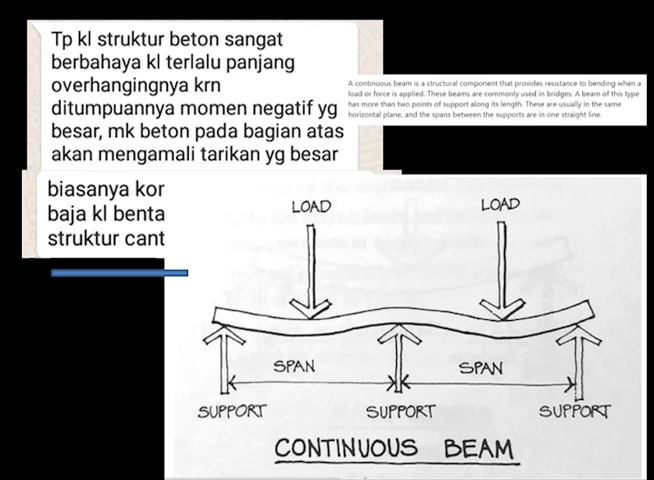 Tp kl struktur beton sangat
berbahaya kl terlalu panjang
overhangingnya krn
ditumpuannya momen negatif yg
besar, mk beton pada bagian atas
akan mengamali tarikan yg besar
biasanya kor
baja kl benta
struktur cant
A continuous beam is a structural component that provides resistance to bending when a
load or force is applied. These beams are commonly used in bridges. A beam of this type
has more than two points of support along its length. These are usually in the same
horizontal plane, and the spans between the supports are in one straight line.
LOAD LOAD
SPAN SPAN
SUPPORT SUPPORT SUPPORT
CONTINUOUS BEAM